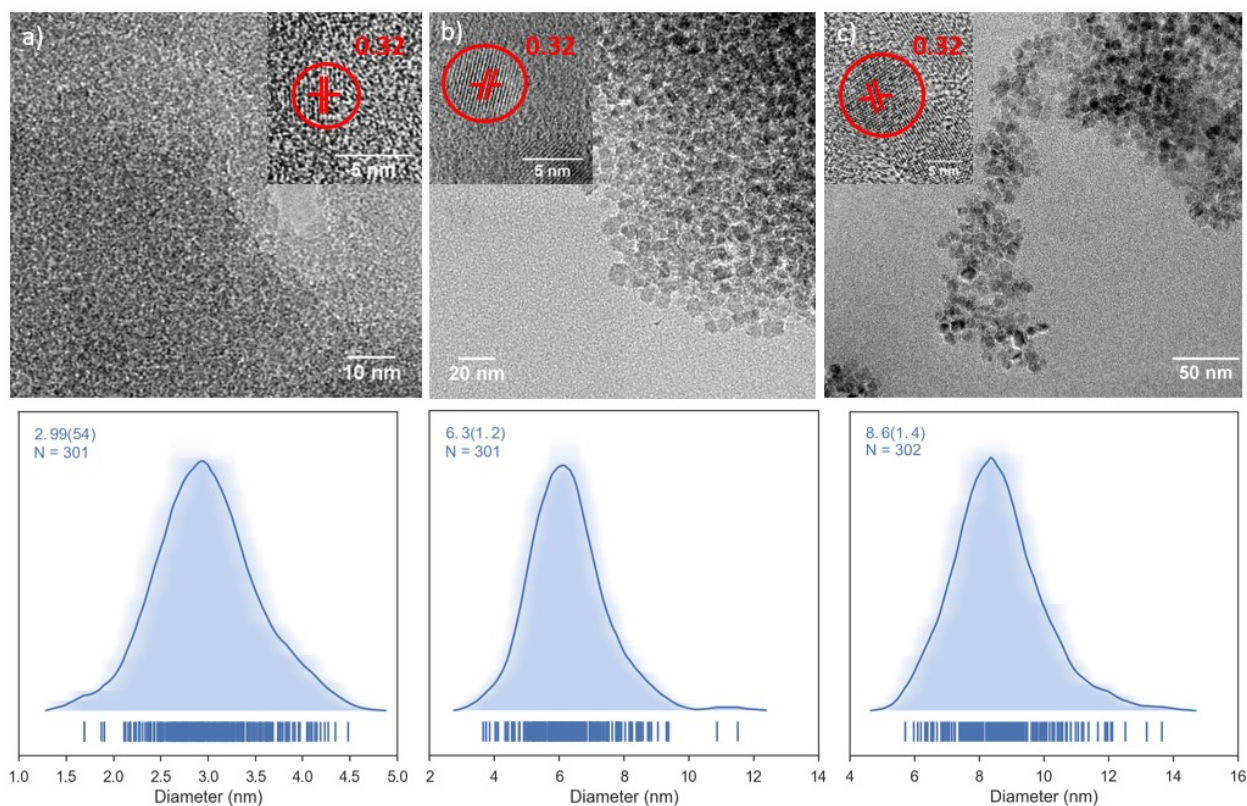 a)
0.32
5 nm
10 nm
b)
0.32
5 nm
20 nm
c)
0.32
5 nm
50 nm
2.99(54)
N = 301
1.0 1.5 2.0 2.5 3.0 3.5 4.0 4.5 5.0
Diameter (nm)
6.3(1.2)
N = 301
2 4 6 8 10 12 14
Diameter (nm)
8.6(1.4)
N = 302
4 6 8 10 12 14 16
Diameter (nm)